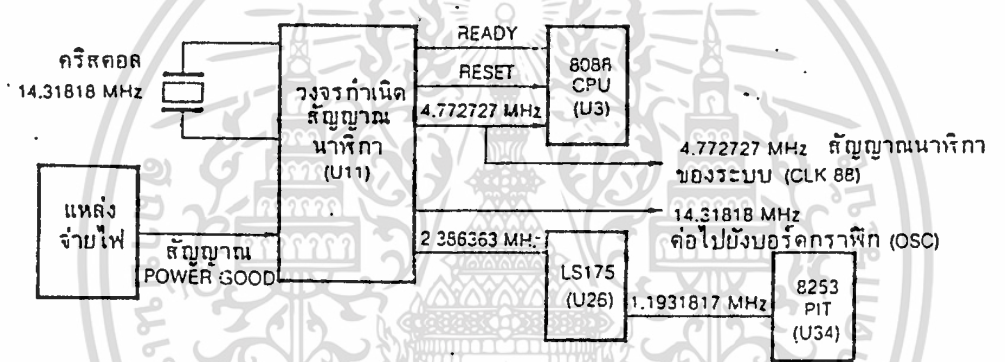 คริสตอล
14.31818 MHz
แหล่ง
จ่ายไฟ
สัญญาณ
POWER GOOD
วงจรกำเนิด
สัญญาณ
นาฬิกา
(U11)
READY
RESET
4.772727 MHz
8088
CPU
(U3)
4.772727 MHz สัญญาณนาฬิกา
ของระบบ (CLK 88)
14.31818 MHz
ต่อไปยังบอร์ดกราฟิก (OSC)
2.386363 MHz
LS175
(U26)
1.1931817 MHz
8253
PIT
(U34)